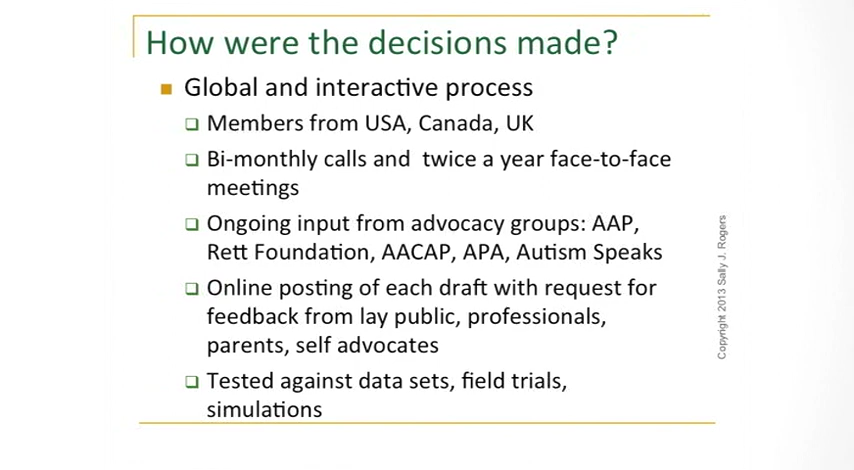 How were the decisions made?
Global and interactive process
Members from USA, Canada, UK
Bi-monthly calls and twice a year face-to-face
meetings
Ongoing input from advocacy groups: AAP,
Rett Foundation, AACAP, APA, Autism Speaks
Online posting of each draft with request for
feedback from lay public, professionals,
parents, self advocates
Tested against data sets, field trials,
simulations
Copyright 2013 Sally J. Rogers